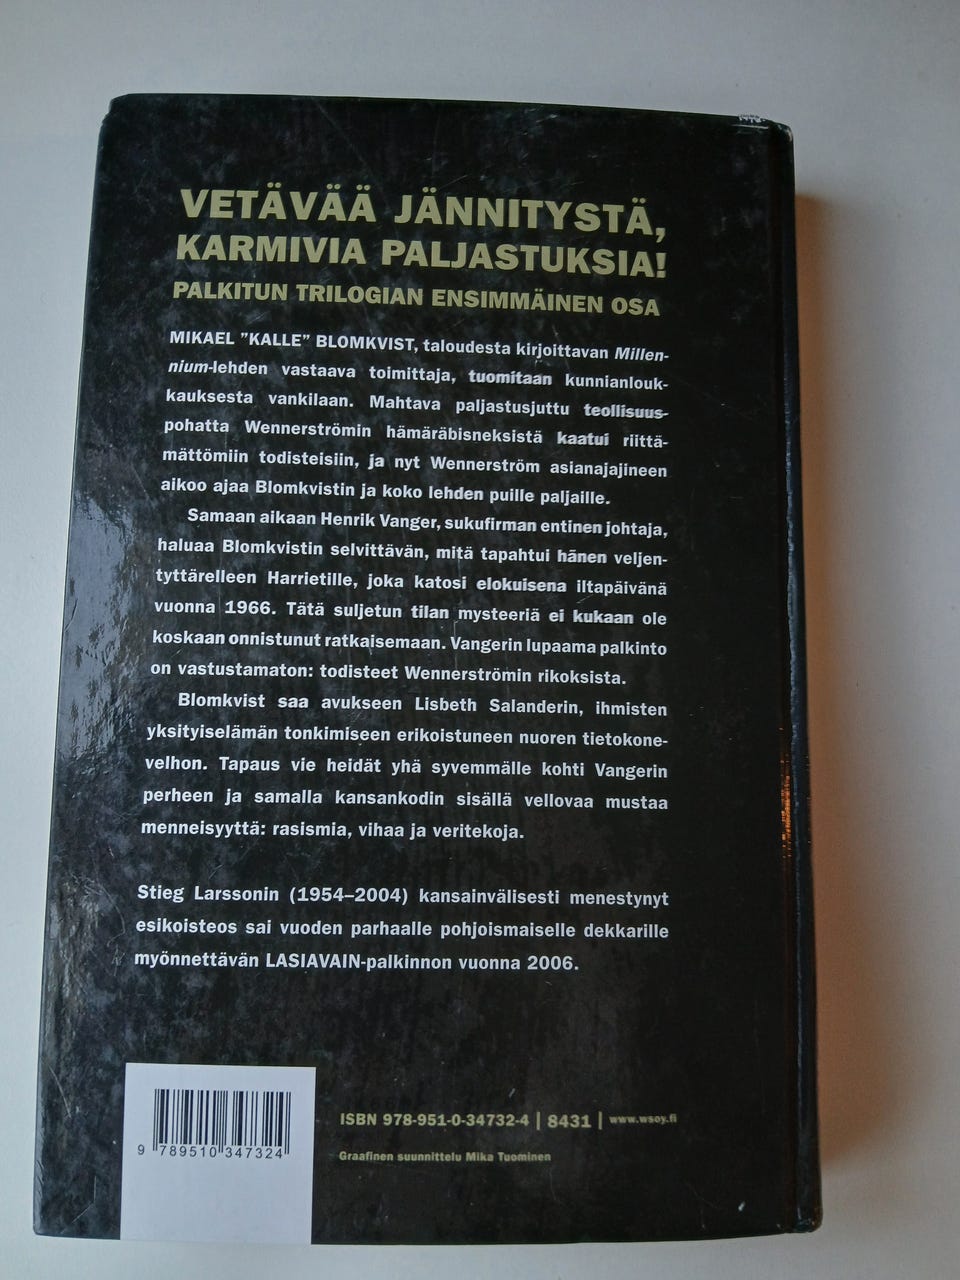 VETÄVÄÄ JÄNNITYSTÄ,
KARMIVIA PALJASTUKSIA!
PALKITUN TRILOGIAN ENSIMMÄINEN OSA
MIKAEL ”KALLE” BLOMKVIST, taloudesta kirjoittavan Millen-
nium-lehden vastaava toimittaja, tuomitaan kunnianlouk-
kauksesta vankilaan. Mahtava paljastusjuttu teollisuus-
pohatta Wennerströmin hämäräbisneksistä kaatui riittä-
mättömiin todisteisiin, ja nyt Wennerström asianajajineen
aikoo ajaa Blomkvistin ja koko lehden puille paljaille.
Samaan aikaan Henrik Vanger, sukufirman entinen johtaja,
haluaa Blomkvistin selvittävän, mitä tapahtui hänen veljen-
tyttärelleen Harrietille, joka katosi elokuisena iltapäivänä
vuonna 1966. Tätä suljetun tilan mysteeriä ei kukaan ole
koskaan onnistunut ratkaisemaan. Vangerin lupaama palkinto
on vastustamaton: todisteet Wennerströmin rikoksista.
Blomkvist saa avukseen Lisbeth Salanderin, ihmisten
yksityiselämän tonkimiseen erikoistuneen nuoren tietokone-
velhon. Tapaus vie heidät yhä syvemmälle kohti Vangerin
perheen ja samalla kansankodin sisällä vellovaa mustaa
menneisyyttä: rasismia, vihaa ja veritekoja.
Stieg Larssonin (1954–2004) kansainvälisesti menestynyt
esikoisteos sai vuoden parhaalle pohjoismaiselle dekkarille
myönnettävän LASIAVAIN-palkinnon vuonna 2006.
ISBN 978-951-0-34732-4 | 8431 | www.wsoy.fi
Graafinen suunnittelu Mika Tuominen
9 789510 347324